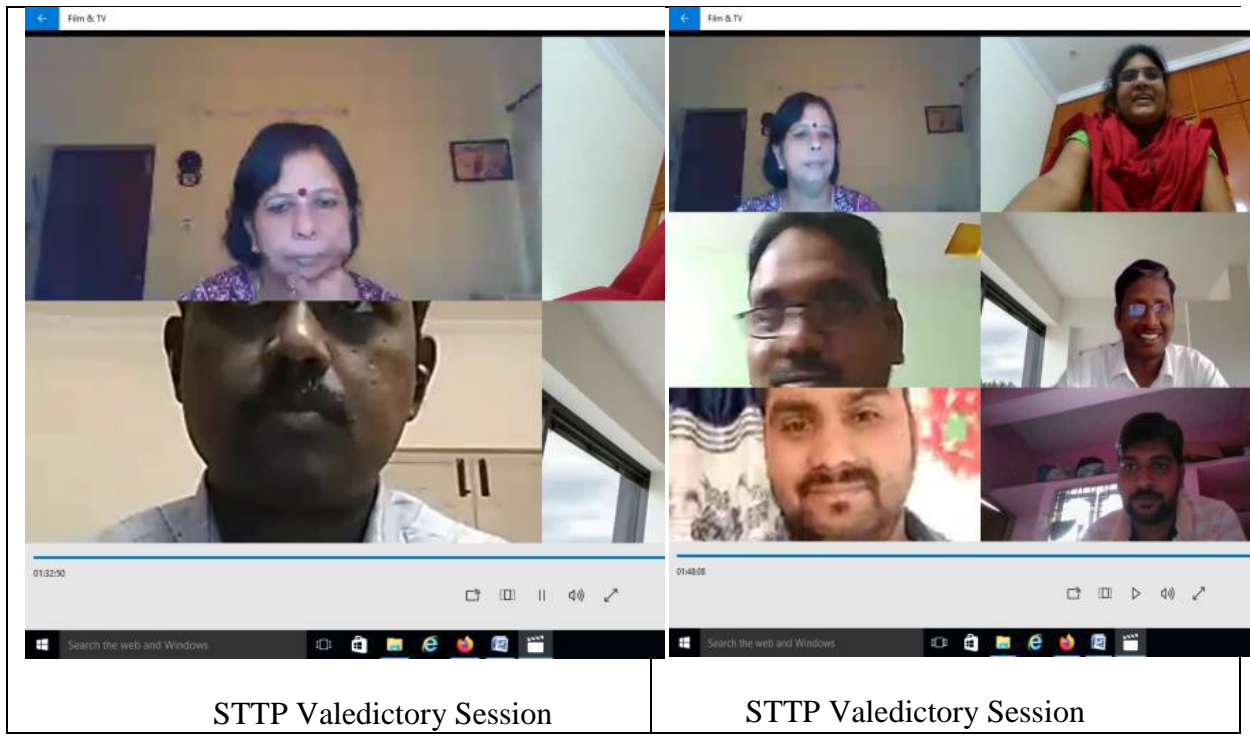 Film & TV
01:32:50
Search the web and Windows
STTP Valedictory Session
Film & TV
01:48:08
Search the web and Windows
STTP Valedictory Session